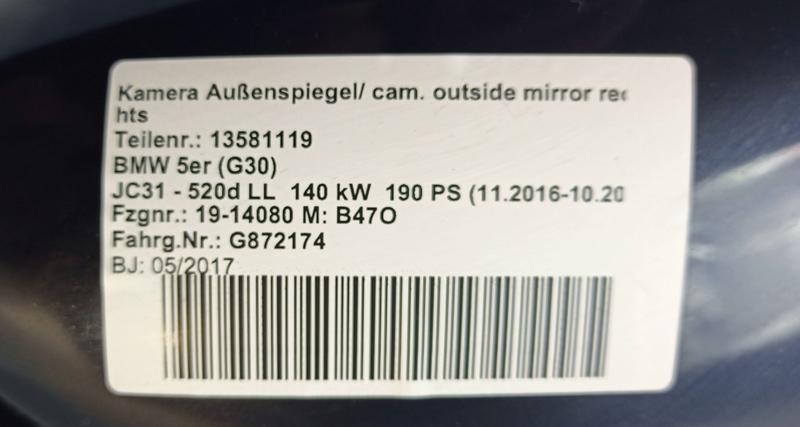 Kamera Außenspiegel/ cam. outside mirror rec
hts
Teilenr.: 13581119
BMW 5er (G30)
JC31 - 520d LL 140 kW 190 PS (11.2016-10.20
Fzgnr.: 19-14080 M: B47O
Fahrg.Nr.: G872174
BJ: 05/2017